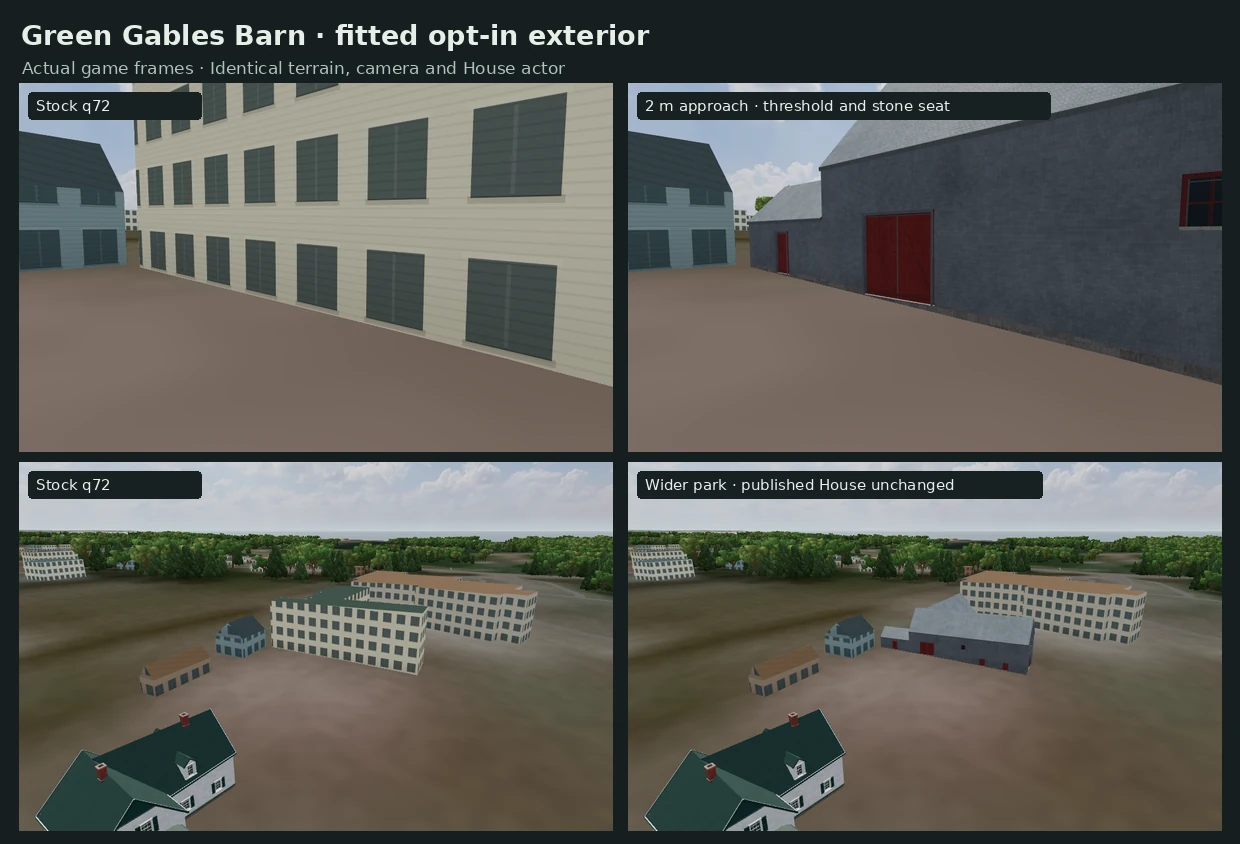 Green Gables Barn · fitted opt-in exterior
Actual game frames · Identical terrain, camera and House actor
Stock q72
2 m approach · threshold and stone seat
Stock q72
Wider park · published House unchanged